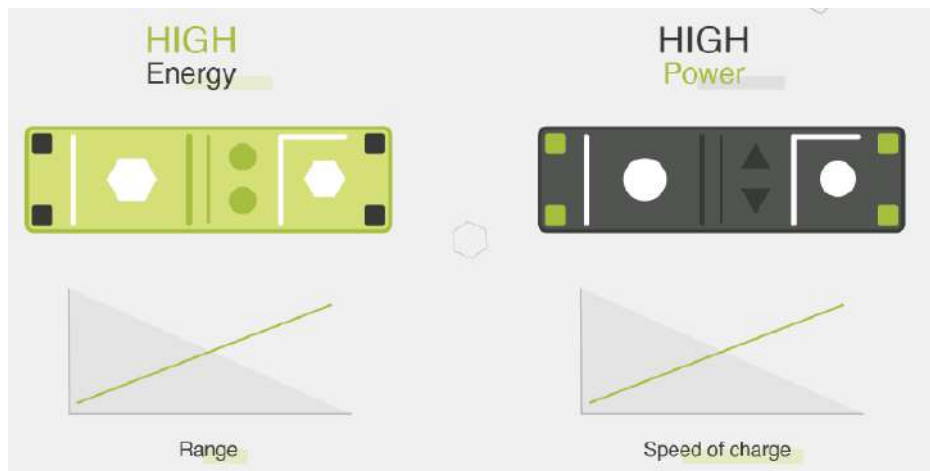 HIGH
Energy
HIGH
Power
Range
Speed of charge